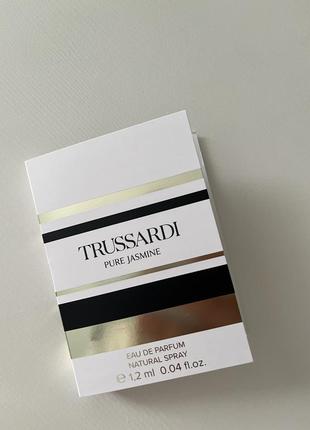 TRUSSARDI
PURE JASMINE
EAU DE PARFUM
NATURAL SPRAY
℮ 1,2 ml 0.04 fl.oz.